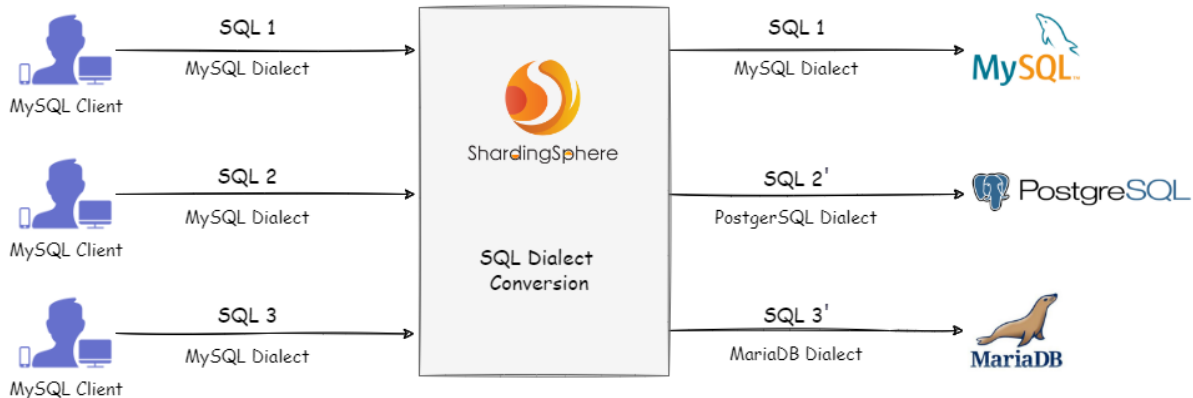 SQL 1
MySQL Dialect
MySQL Client
SQL 2
MySQL Dialect
MySQL Client
SQL 3
MySQL Dialect
MySQL Client
ShardingSphere
SQL Dialect
Conversion
SQL 1
MySQL Dialect
MySQL
SQL 2'
PostgerSQL Dialect
PostgreSQL
SQL 3'
MariaDB Dialect
MariaDB